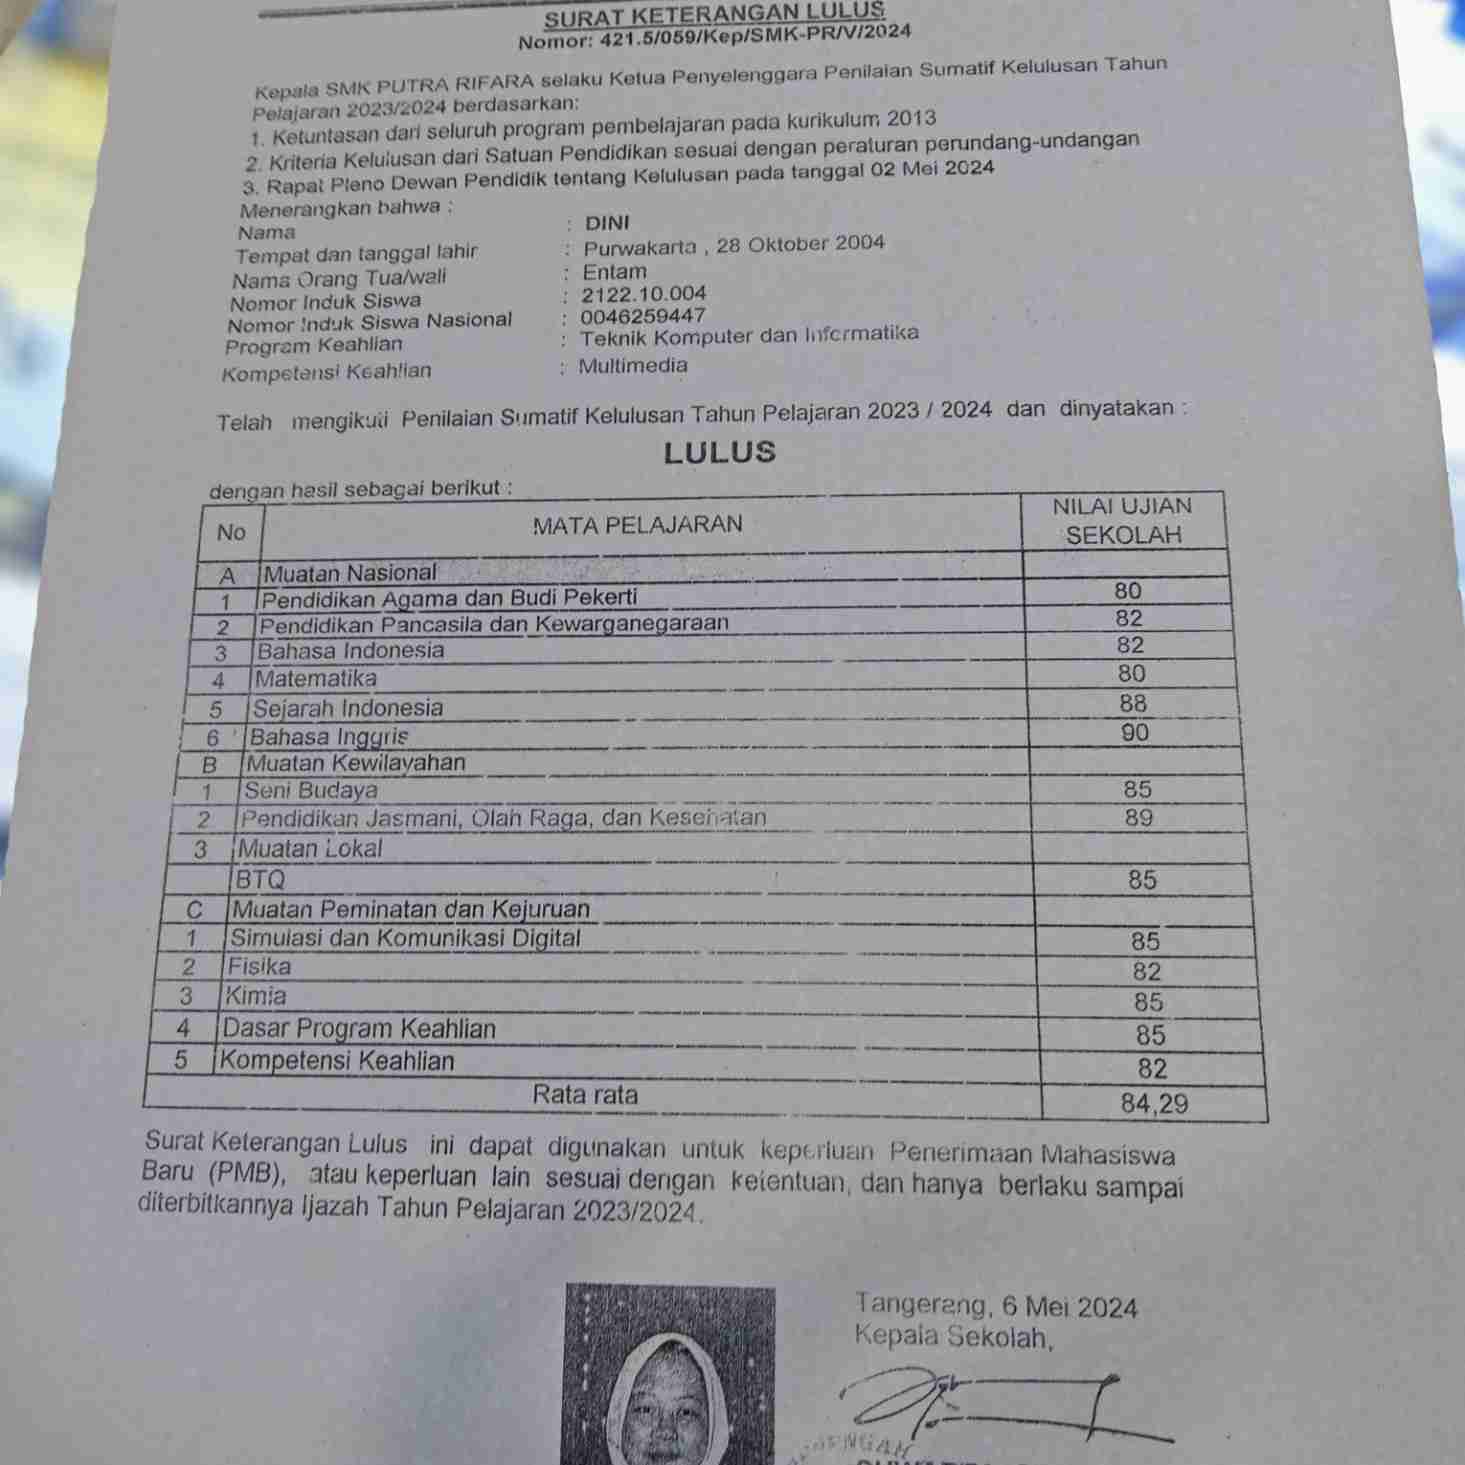 SURAT KETERANGAN LULUS
Nomor: 421.5/059/Kep/SMK-PR/V/2024
Kepala SMK PUTRA RIFARA selaku Ketua Penyelenggara Penilaian Sumatif Kelulusan Tahun
Pelajaran 2023/2024 berdasarkan:
1. Ketuntasan dari seluruh program pembelajaran pada kurikulum 2013
2. Kriteria Kelulusan dari Satuan Pendidikan sesuai dengan peraturan perundang-undangan
3. Rapat Pleno Dewan Pendidik tentang Kelulusan pada tanggal 02 Mei 2024
Menerangkan bahwa :
Nama : DINI
Tempat dan tanggal lahir : Purwakarta , 28 Oktober 2004
Nama Orang Tua/wali : Entam
Nomor Induk Siswa : 2122.10.004
Nomor Induk Siswa Nasional : 0046259447
Program Keahlian : Teknik Komputer dan Informatika
Kompetensi Keahlian : Multimedia
Telah mengikuti Penilaian Sumatif Kelulusan Tahun Pelajaran 2023 / 2024 dan dinyatakan :
LULUS
dengan hasil sebagai berikut :
No MATA PELAJARAN NILAI UJIAN SEKOLAH
A Muatan Nasional
1 Pendidikan Agama dan Budi Pekerti 80
2 Pendidikan Pancasila dan Kewarganegaraan 82
3 Bahasa Indonesia 82
4 Matematika 80
5 Sejarah Indonesia 88
6 Bahasa Inggris 90
B Muatan Kewilayahan
1 Seni Budaya 85
2 Pendidikan Jasmani, Olah Raga, dan Kesehatan 89
3 Muatan Lokal
BTQ 85
C Muatan Peminatan dan Kejuruan
1 Simulasi dan Komunikasi Digital 85
2 Fisika 82
3 Kimia 85
4 Dasar Program Keahlian 85
5 Kompetensi Keahlian 82
Rata rata 84,29
Surat Keterangan Lulus ini dapat digunakan untuk keperluan Penerimaan Mahasiswa
Baru (PMB), atau keperluan lain sesuai dengan ketentuan, dan hanya berlaku sampai
diterbitkannya Ijazah Tahun Pelajaran 2023/2024.
Tangerang, 6 Mei 2024
Kepala Sekolah,